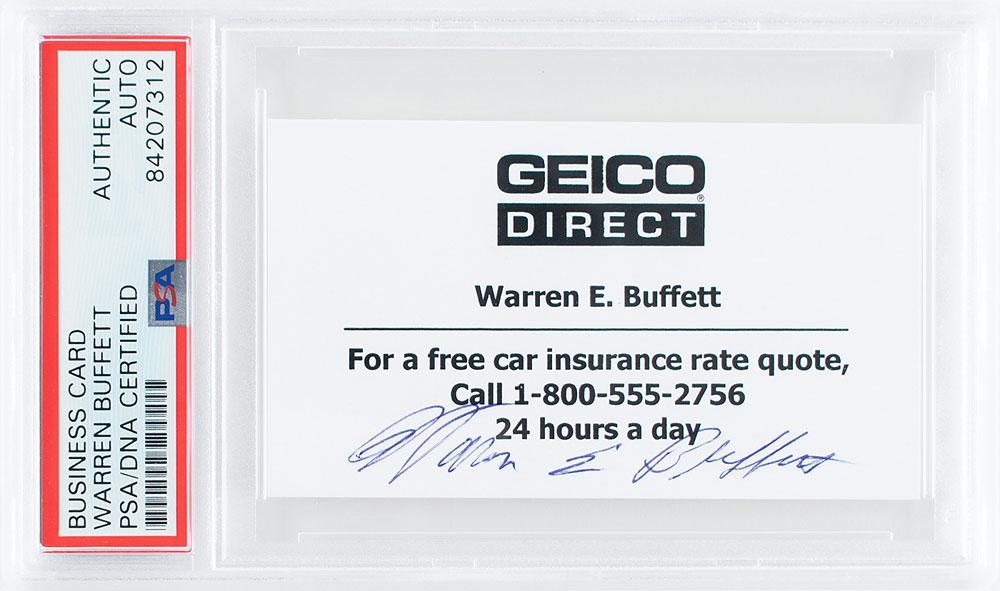 BUSINESS CARD AUTHENTIC
WARREN BUFFETT AUTO
PSA/DNA CERTIFIED 84207312
PSA
GEICO®
DIRECT
Warren E. Buffett
For a free car insurance rate quote,
Call 1-800-555-2756
24 hours a day
Warren E Buffett